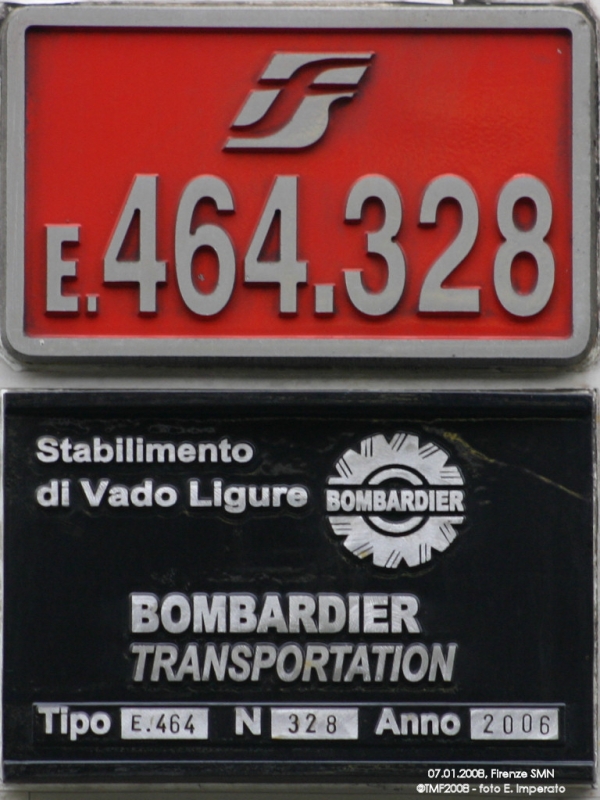 E.464.328
Stabilimento
di Vado Ligure
BOMBARDIER
BOMBARDIER
TRANSPORTATION
Tipo E.464 N 328 Anno 2006
07.01.2008, Firenze SMN
©TMF2008 - foto E. Imperato